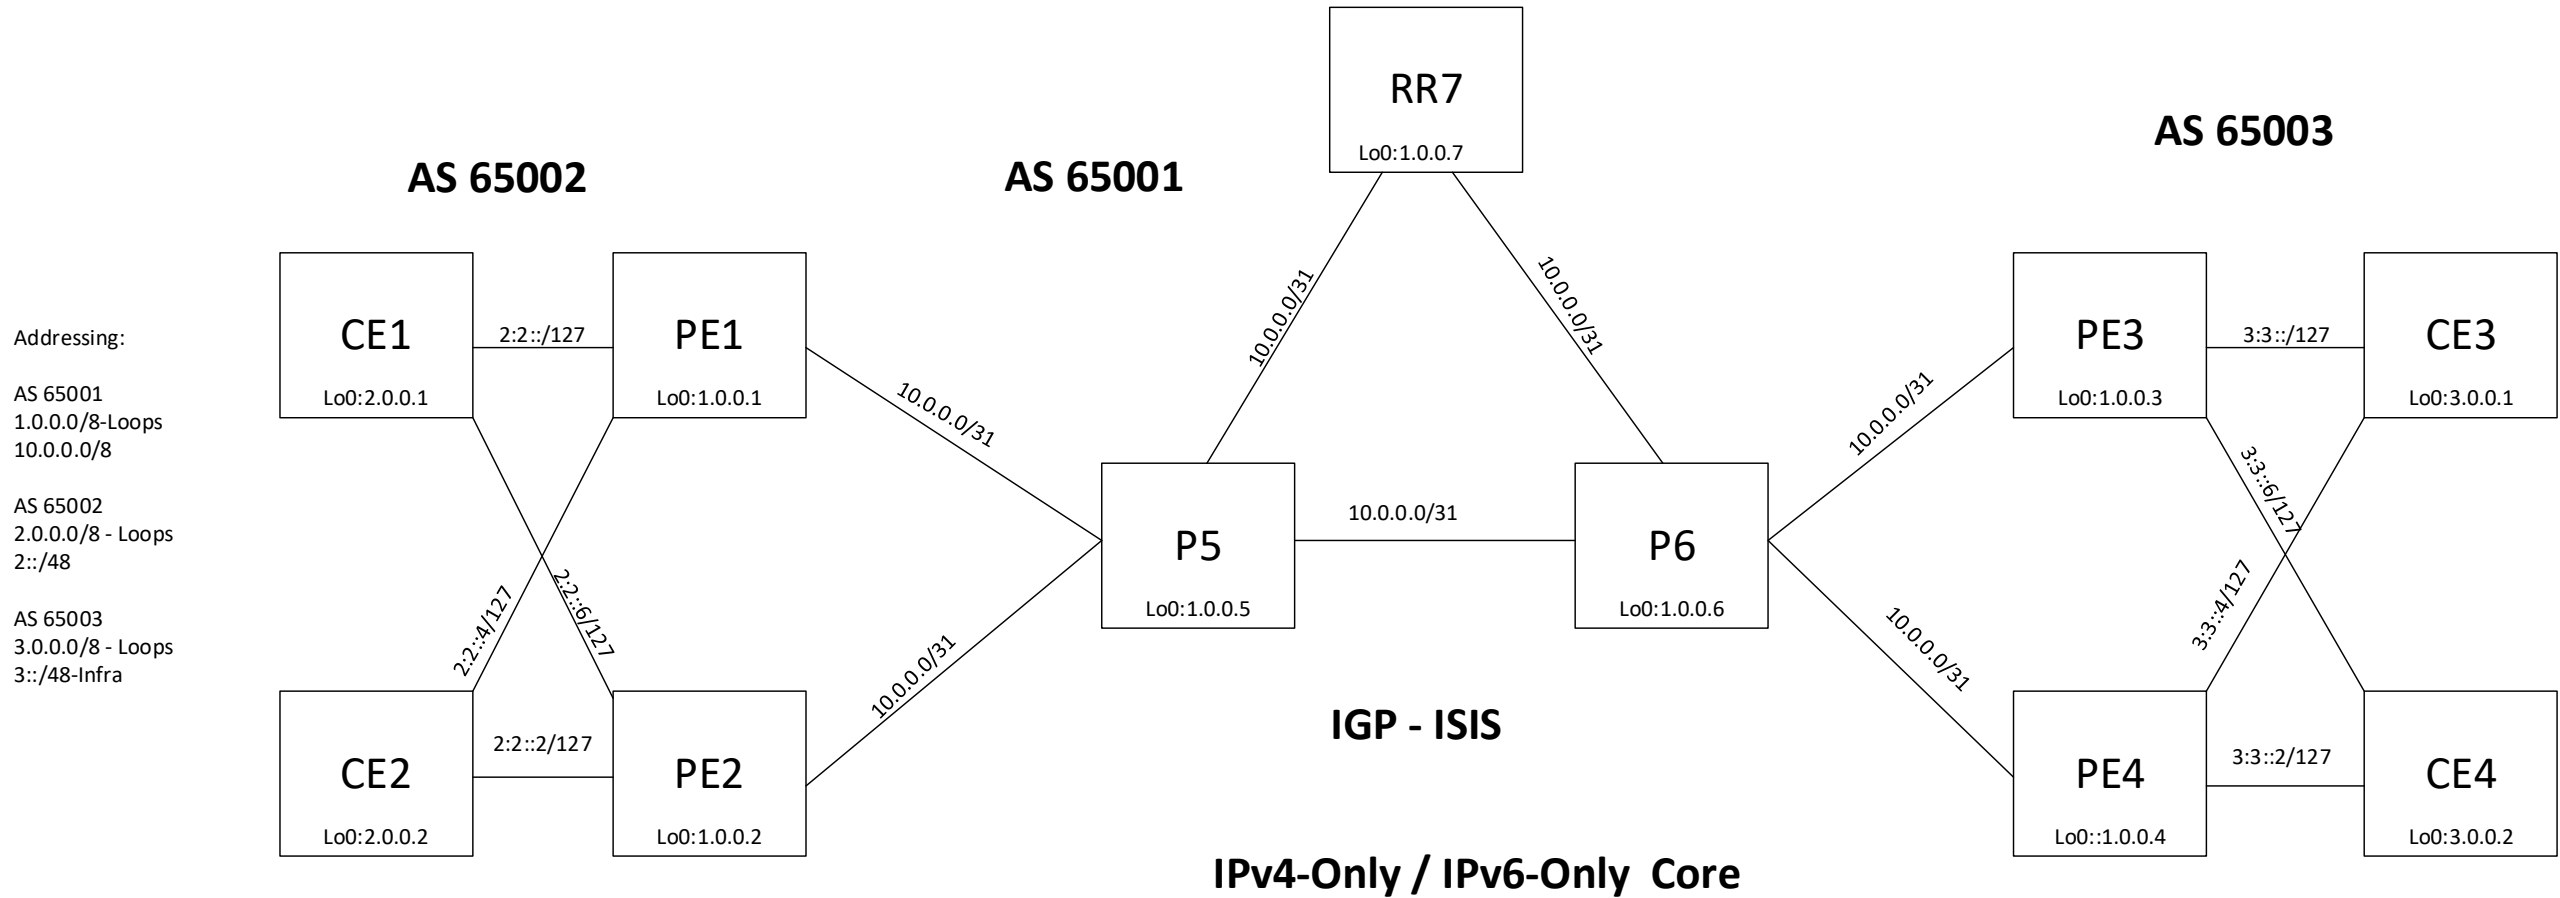 RR7
Lo0:1.0.0.7
AS 65002
AS 65001
AS 65003
Addressing:
AS 65001
1.0.0.0/8-Loops
10.0.0.0/8
AS 65002
2.0.0.0/8 - Loops
2::/48
AS 65003
3.0.0.0/8 - Loops
3::/48-Infra
CE1
Lo0:2.0.0.1
2:2::/127
PE1
Lo0:1.0.0.1
2:2::4/127
2:2::6/127
CE2
Lo0:2.0.0.2
2:2::2/127
PE2
Lo0:1.0.0.2
10.0.0.0/31
10.0.0.0/31
10.0.0.0/31
10.0.0.0/31
P5
Lo0:1.0.0.5
10.0.0.0/31
P6
Lo0:1.0.0.6
10.0.0.0/31
10.0.0.0/31
PE3
Lo0:1.0.0.3
3:3::/127
CE3
Lo0:3.0.0.1
3:3::6/127
3:3::4/127
PE4
Lo0::1.0.0.4
3:3::2/127
CE4
Lo0:3.0.0.2
IGP - ISIS
IPv4-Only / IPv6-Only  Core